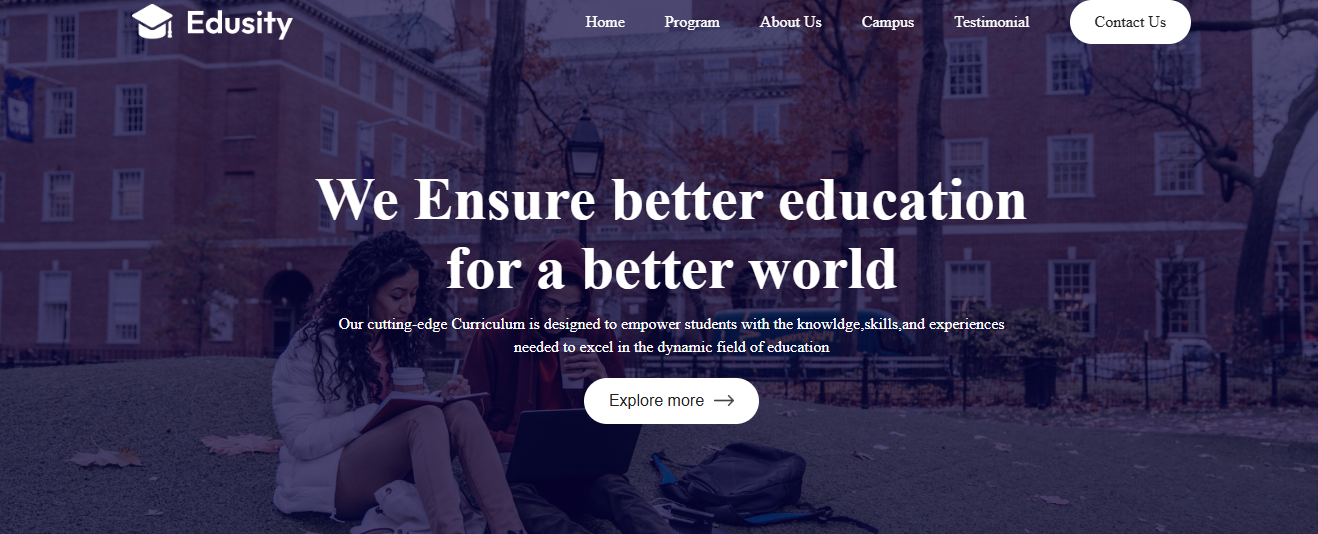 Edusity
Home Program About Us Campus Testimonial Contact Us
We Ensure better education
for a better world
Our cutting-edge Curriculum is designed to empower students with the knowldge,skills,and experiences
needed to excel in the dynamic field of education
Explore more